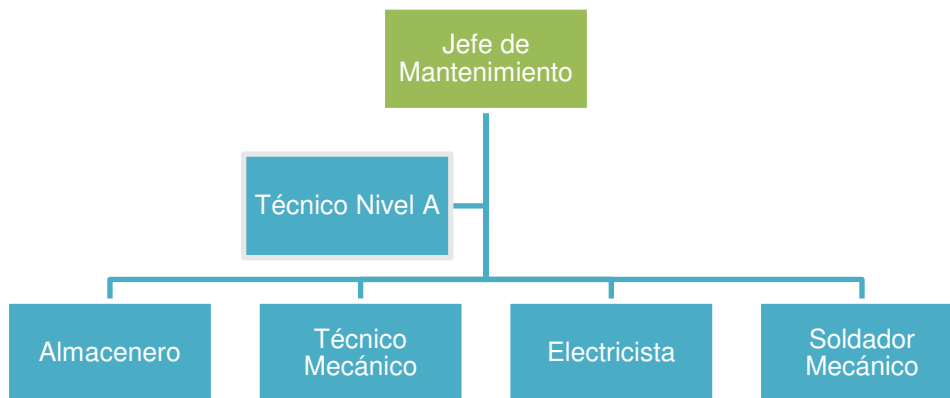 Jefe de
Mantenimiento
Técnico Nivel A
Almacenero
Técnico
Mecánico
Electricista
Soldador
Mecánico